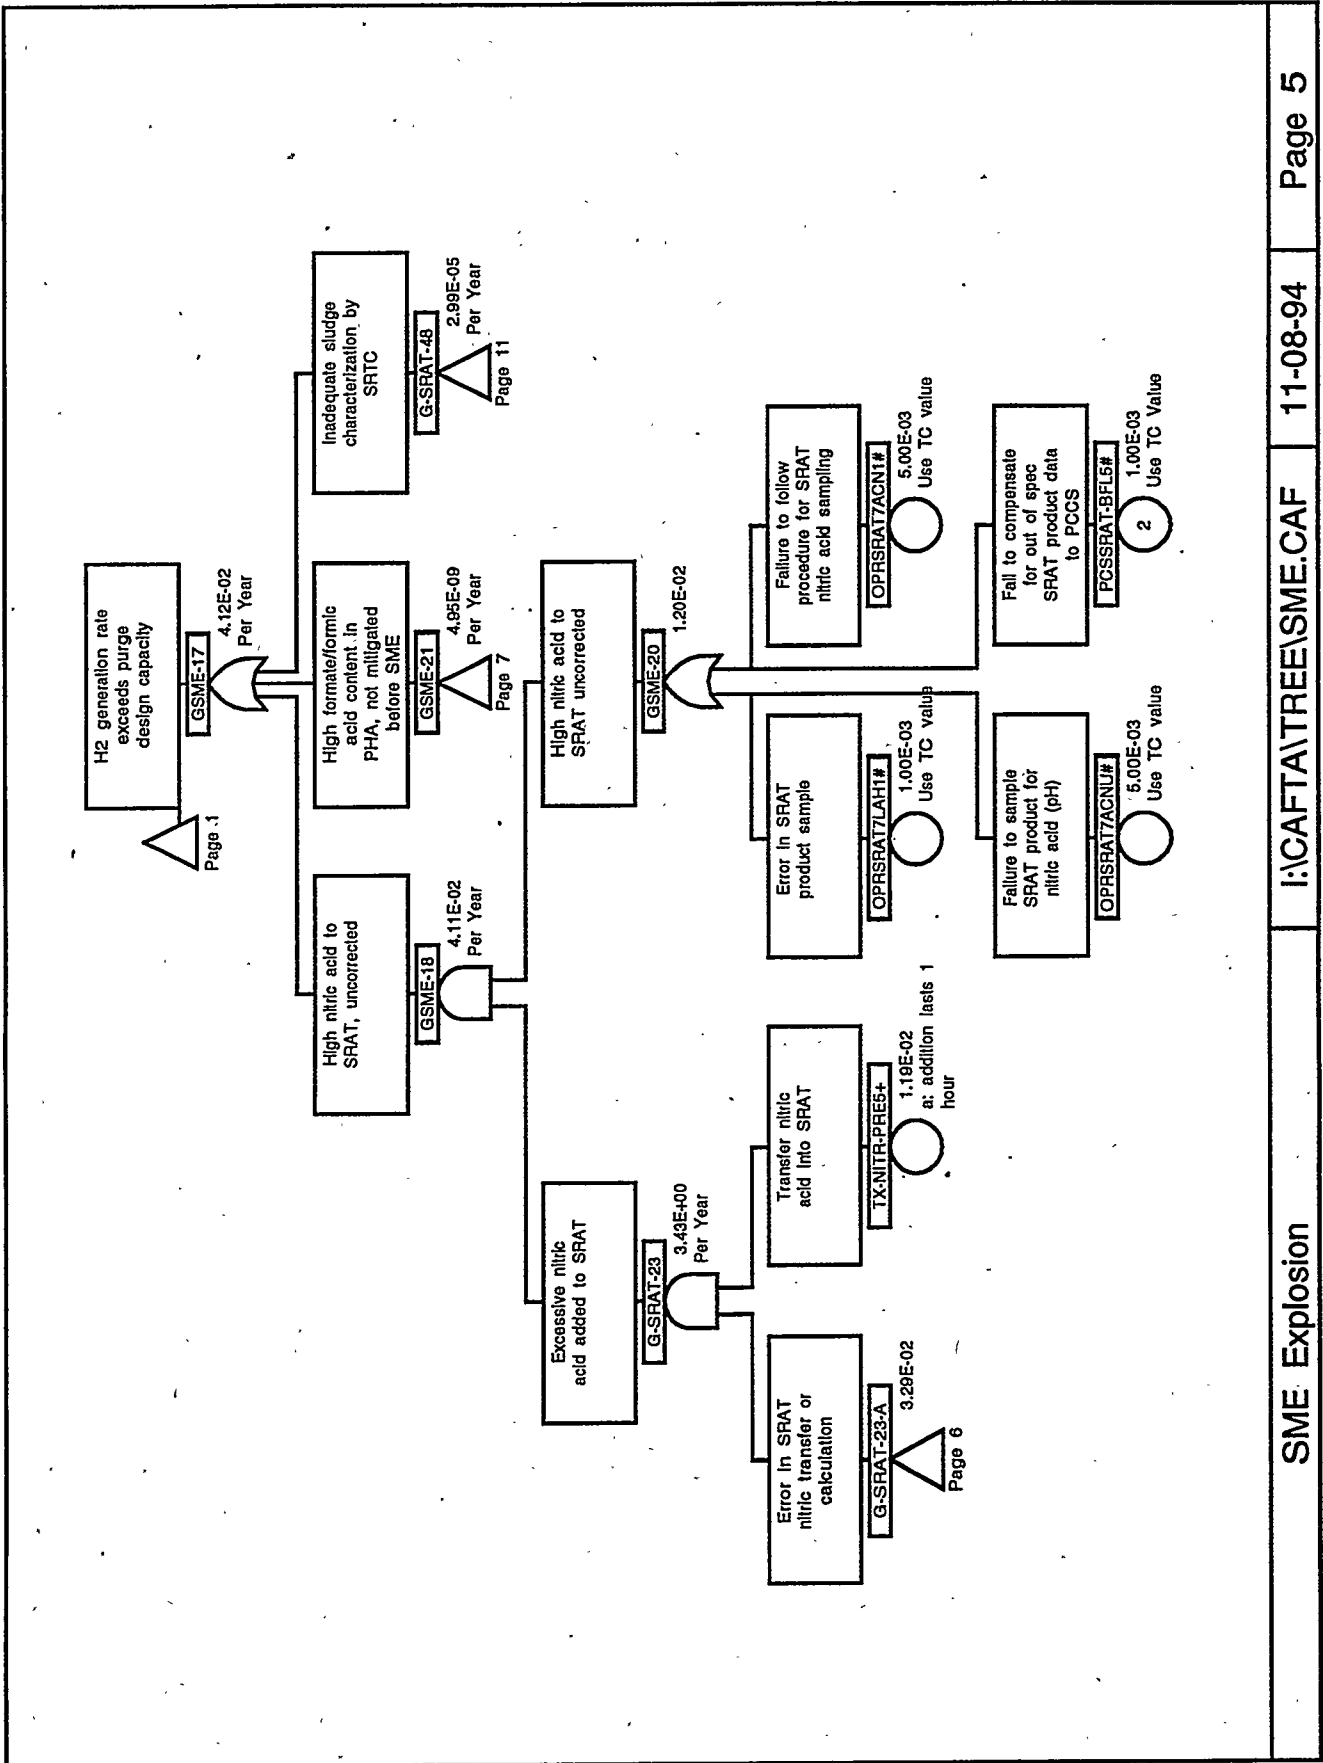 H2 generation rate
exceeds purge
design capacity
Page 1
GSME-17
4.12E-02
Per Year
High nitric acid to
SRAT, uncorrected
GSME-18
4.11E-02
Per Year
High formate/formic
acid content in
PHA, not mitigated
before SME
GSME-21
4.95E-09
Per Year
Page 7
Inadequate sludge
characterization by
SRTC
G-SRAT-48
2.99E-05
Per Year
Page 11
Excessive nitric
acid added to SRAT
G-SRAT-23
3.43E+00
Per Year
High nitric acid to
SRAT uncorrected
GSME-20
1.20E-02
Error in SRAT
nitric transfer or
calculation
G-SRAT-23-A
3.29E-02
Page 6
Transfer nitric
acid into SRAT
TX-NITR-PRE5+
1.19E-02
a: addition lasts 1
hour
Error in SRAT
product sample
OPRSRAT7LAH1#
1.00E-03
Use TC value
Failure to follow
procedure for SRAT
nitric acid sampling
OPRSRAT7ACN1#
5.00E-03
Use TC value
Failure to sample
SRAT product for
nitric acid (pH)
OPRSRAT7ACNU#
5.00E-03
Use TC value
Fail to compensate
for out of spec
SRAT product data
to PCCS
PCSSRAT-BFL5#
2
1.00E-03
Use TC Value
SME Explosion
I:\CAFTA\TREE\SME.CAF
11-08-94
Page 5